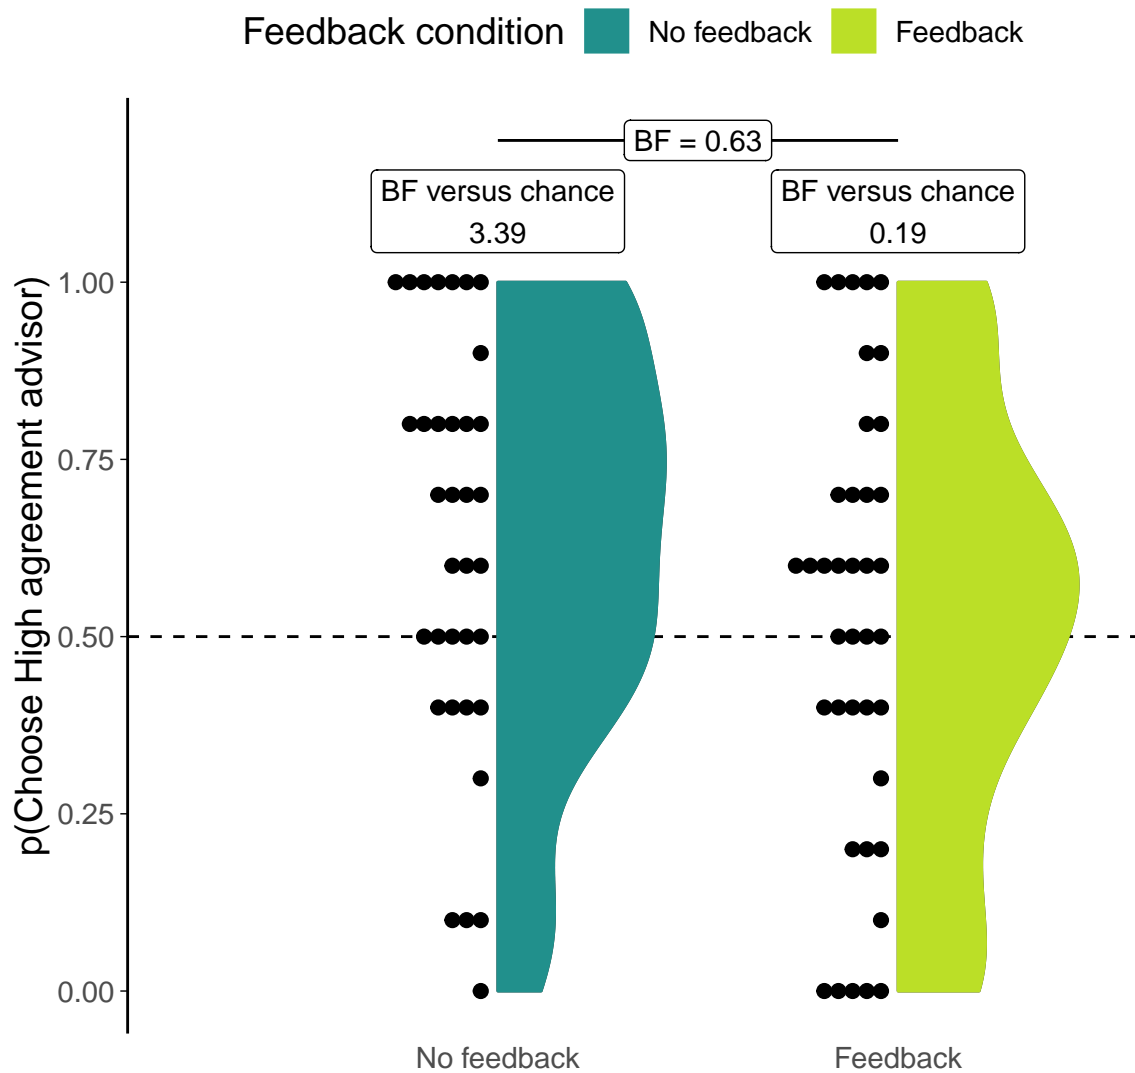 Feedback condition No feedback Feedback
BF = 0.63
BF versus chance
3.39
BF versus chance
0.19
p(Choose High agreement advisor)
1.00
0.75
0.50
0.25
0.00
No feedback
Feedback